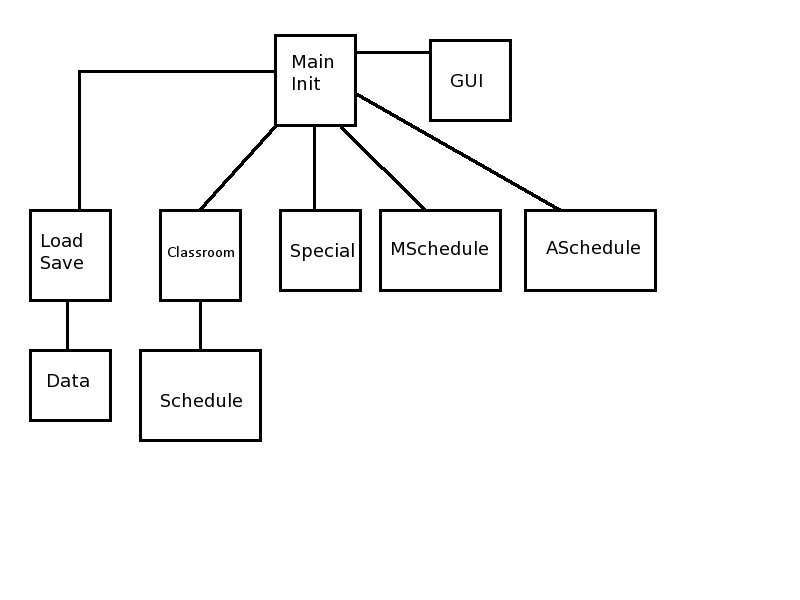 Main
Init
GUI
Load
Save
Classroom
Special
MSchedule
ASchedule
Data
Schedule